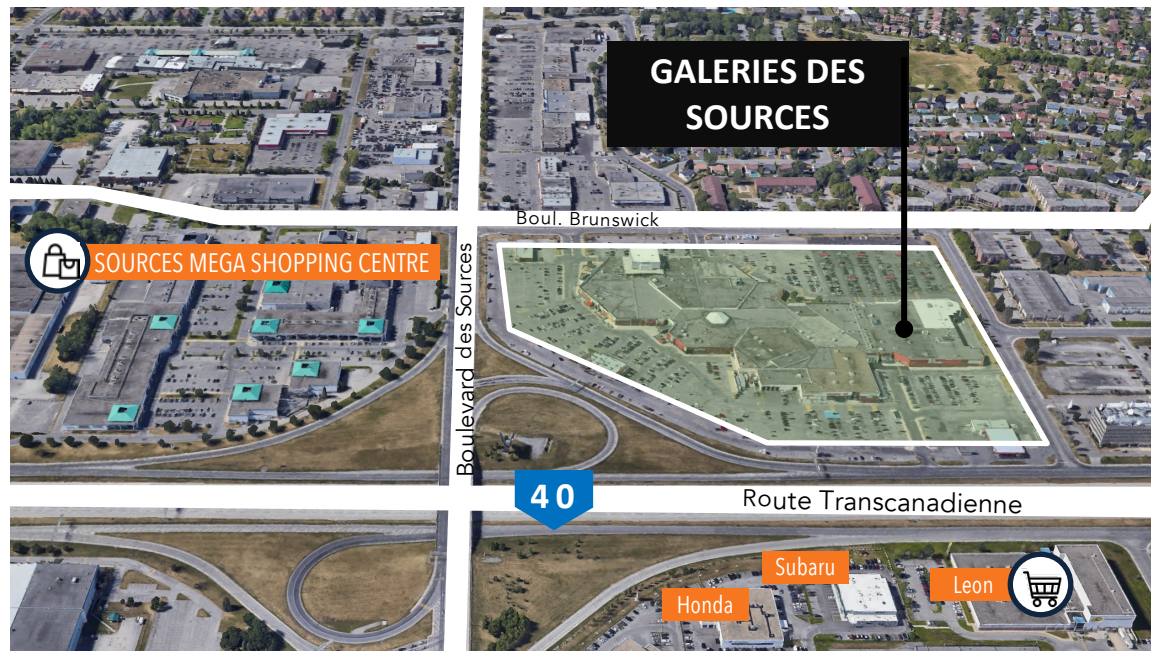 GALERIES DES
SOURCES
Boul. Brunswick
SOURCES MEGA SHOPPING CENTRE
Boulevard des Sources
40
Route Transcanadienne
Subaru
Leon
Honda